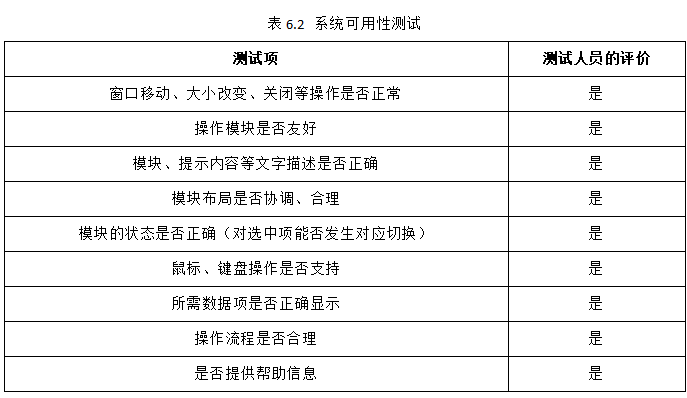 表 6.2 系统可用性测试
测试项 测试人员的评价
窗口移动、大小改变、关闭等操作是否正常 是
操作模块是否友好 是
模块、提示内容等文字描述是否正确 是
模块布局是否协调、合理 是
模块的状态是否正确（对选中项能否发生对应切换） 是
鼠标、键盘操作是否支持 是
所需数据项是否正确显示 是
操作流程是否合理 是
是否提供帮助信息 是